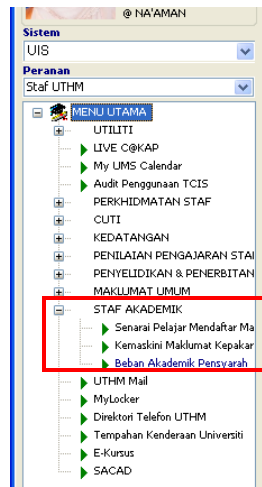 @ NA'AMAN
Sistem
UIS
Peranan
Staf UTHM
MENU UTAMA
UTILITI
LIVE C@KAP
My UMS Calendar
Audit Penggunaan TCIS
PERKHIDMATAN STAF
CUTI
KEDATANGAN
PENILAIAN PENGAJARAN STAI
PENYELIDIKAN & PENERBITAN
MAKLUMAT UMUM
STAF AKADEMIK
Senarai Pelajar Mendaftar Ma
Kemaskini Maklumat Kepakar
Beban Akademik Pensyarah
UTHM Mail
MyLocker
Direktori Telefon UTHM
Tempahan Kenderaan Universiti
E-Kursus
SACAD